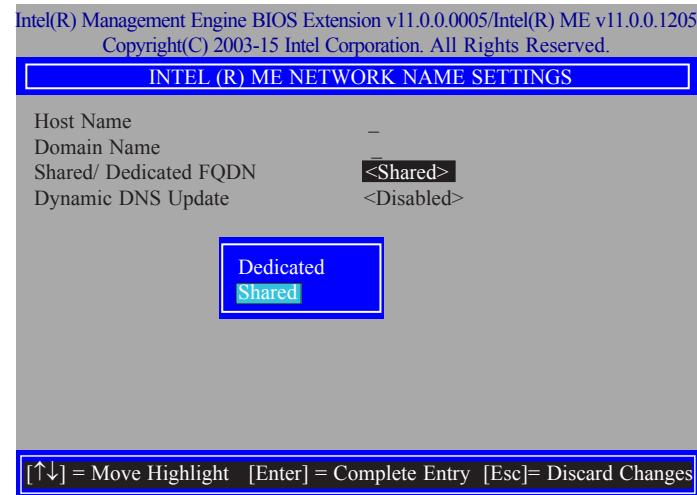 Intel(R) Management Engine BIOS Extension v11.0.0.0005/Intel(R) ME v11.0.0.1205
Copyright(C) 2003-15 Intel Corporation. All Rights Reserved.
INTEL (R) ME NETWORK NAME SETTINGS
Host Name _
Domain Name _
Shared/ Dedicated FQDN <Shared>
Dynamic DNS Update <Disabled>
Dedicated
Shared
[↑↓] = Move Highlight [Enter] = Complete Entry [Esc]= Discard Changes